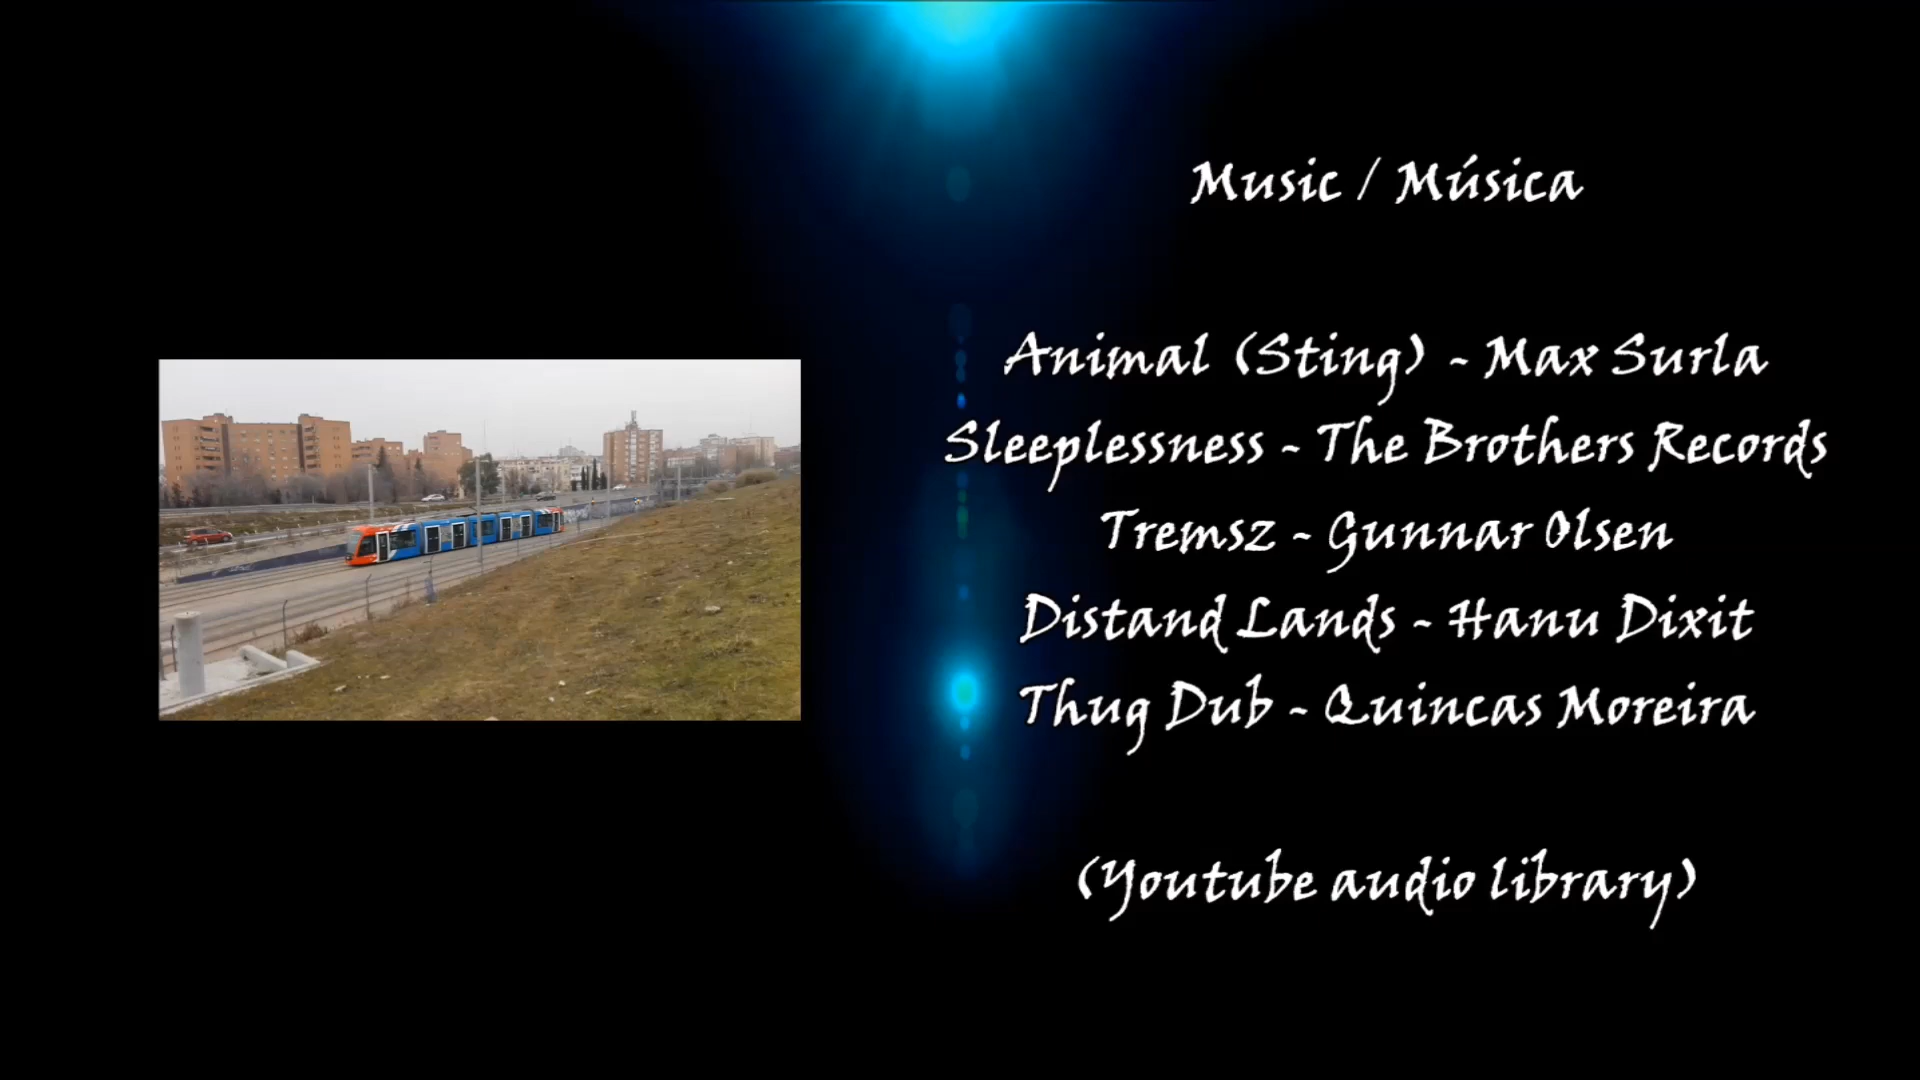 Music / Música
Animal (Sting) - Max Surla
Sleeplessness - The Brothers Records
Tremsz - Gunnar Olsen
Distand Lands - Hanu Dixit
Thug Dub - Quincas Moreira
(Youtube audio library)